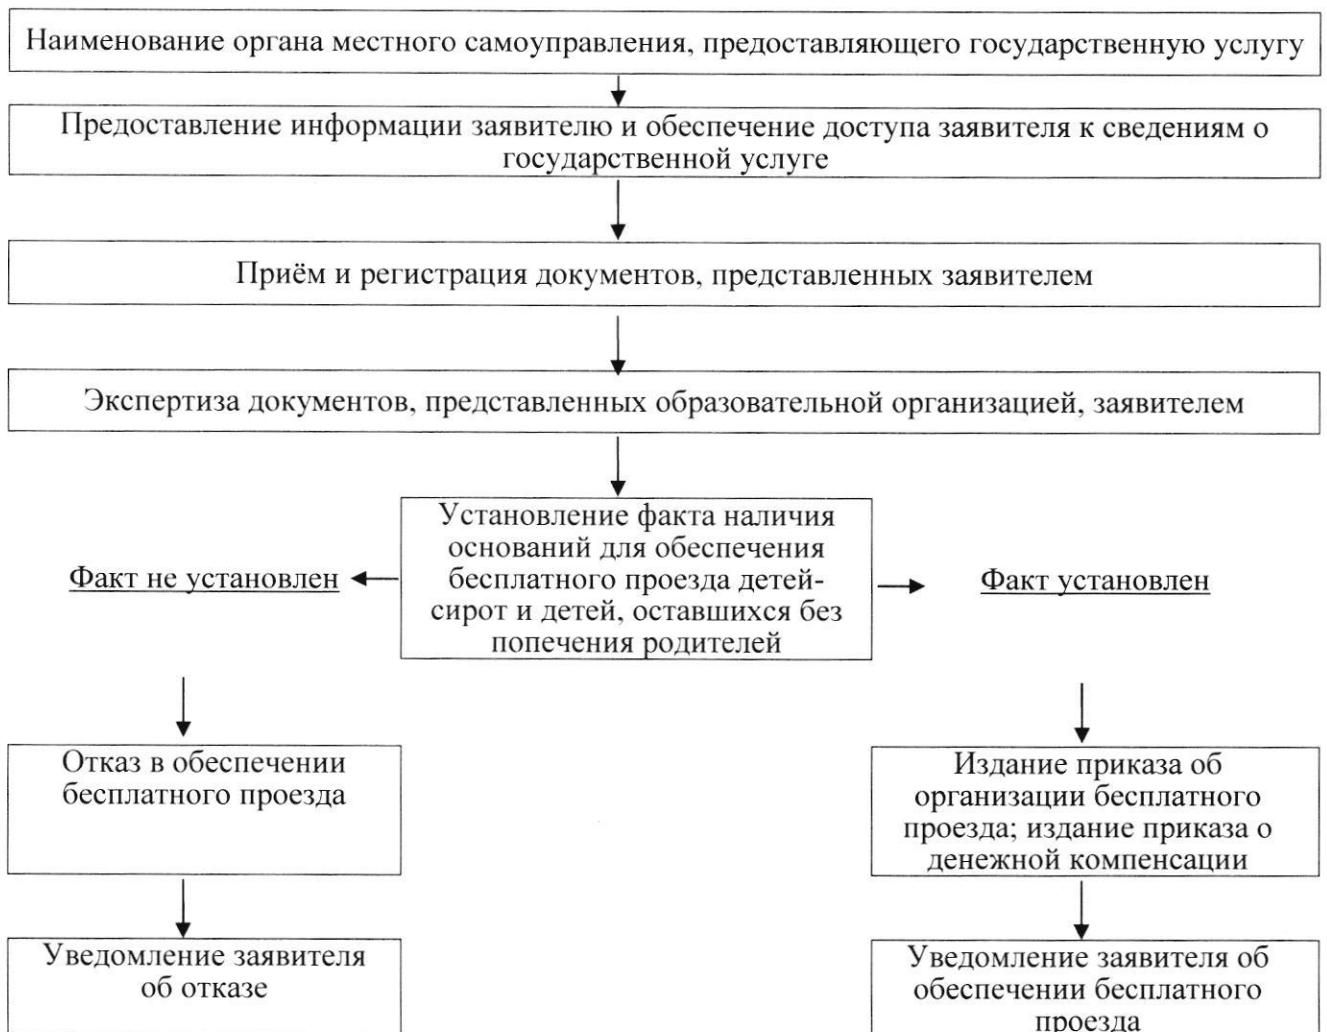 Наименование органа местного самоуправления, предоставляющего государственную услугу
Предоставление информации заявителю и обеспечение доступа заявителя к сведениям о
государственной услуге
Приём и регистрация документов, представленных заявителем
Экспертиза документов, представленных образовательной организацией, заявителем
Установление факта наличия
оснований для обеспечения
бесплатного проезда детей-
сирот и детей, оставшихся без
попечения родителей
Факт не установлен
Факт установлен
Отказ в обеспечении
бесплатного проезда
Издание приказа об
организации бесплатного
проезда; издание приказа о
денежной компенсации
Уведомление заявителя
об отказе
Уведомление заявителя об
обеспечении бесплатного
проезда